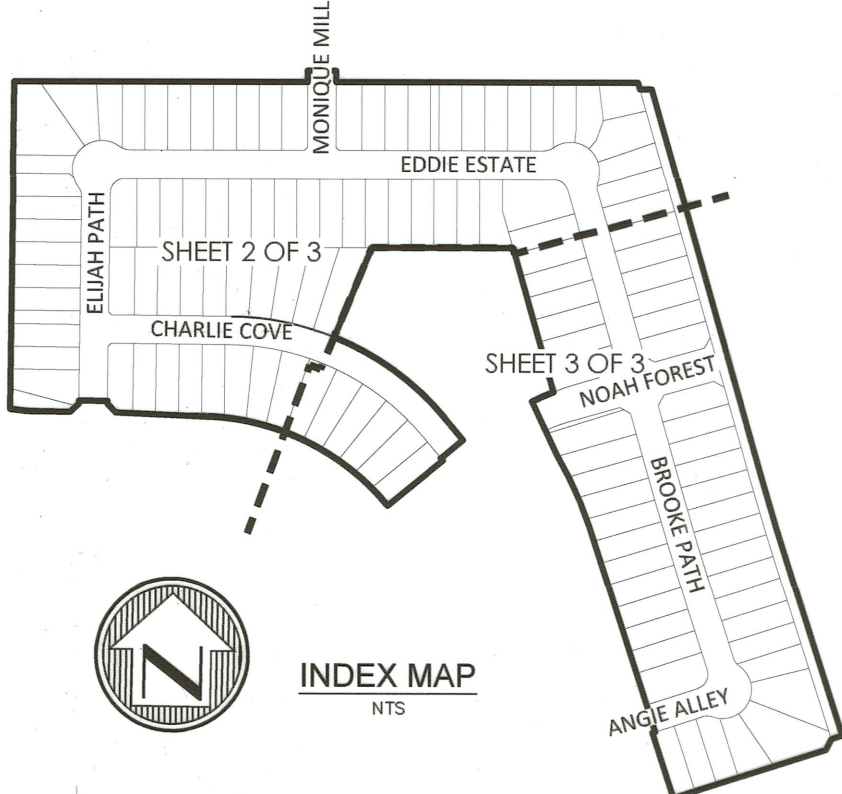 MONIQUE MILL
EDDIE ESTATE
ELIJAH PATH
SHEET 2 OF 3
CHARLIE COVE
SHEET 3 OF 3
NOAH FOREST
BROOKE PATH
ANGIE ALLEY
N
INDEX MAP
NTS